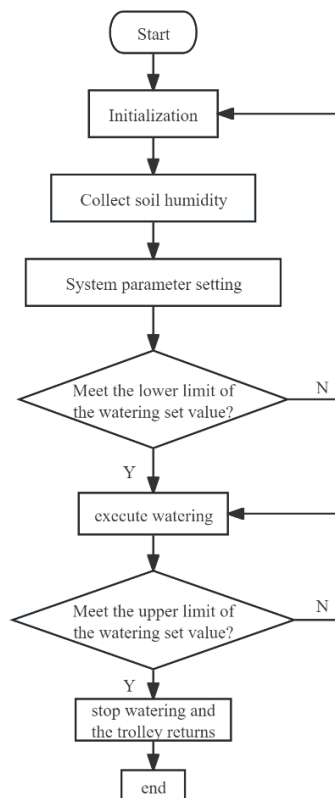 Start
Initialization
Collect soil humidity
System parameter setting
Meet the lower limit of
the watering set value?
N
Y
execute watering
Meet the upper limit of
the watering set value?
N
Y
stop watering and
the trolley returns
end